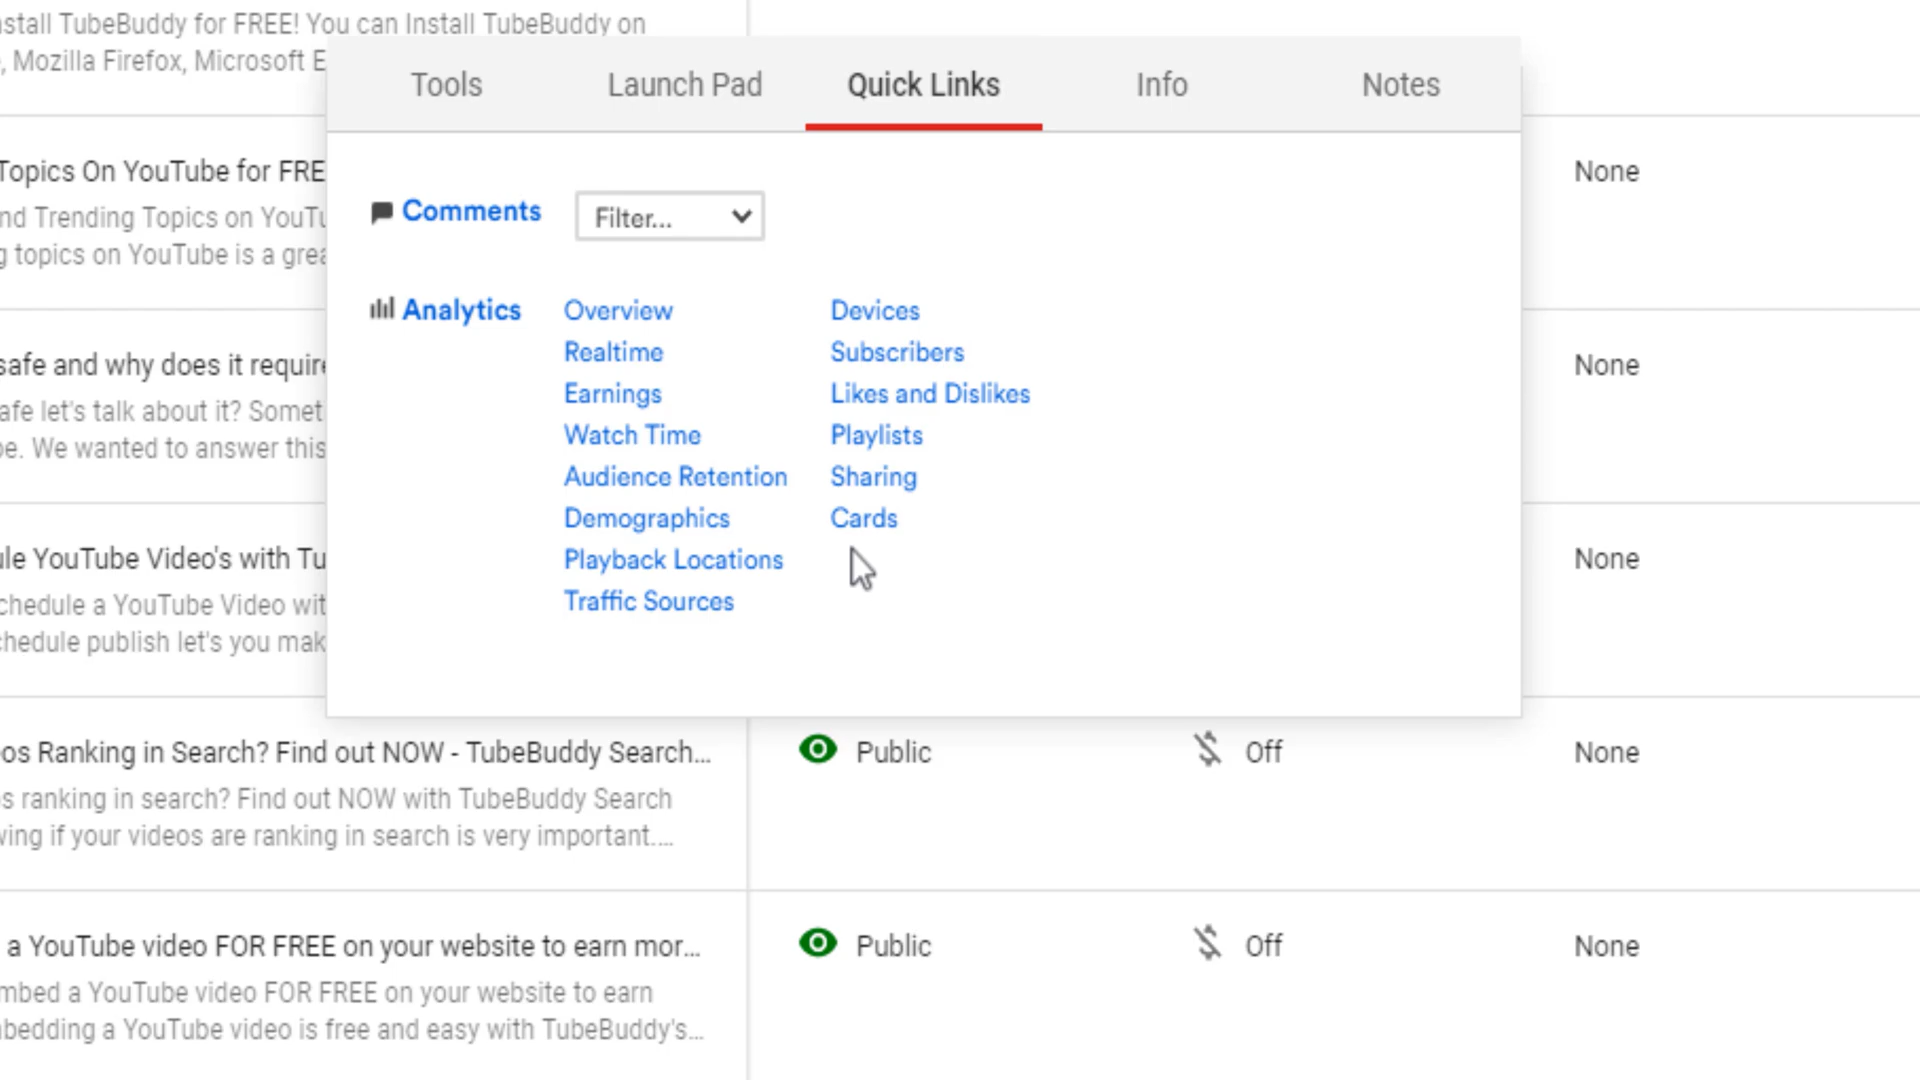 nstall TubeBuddy for FREE! You can Install TubeBuddy on
, Mozilla Firefox, Microsoft E
Tools Launch Pad Quick Links Info Notes
Topics On YouTube for FRE None
nd Trending Topics on YouTu
g topics on YouTube is a grea
Comments Filter...
Analytics Overview Devices
Realtime Subscribers
Earnings Likes and Dislikes
Watch Time Playlists
Audience Retention Sharing
Demographics Cards
Playback Locations
Traffic Sources
safe and why does it require None
afe let's talk about it? Somet
be. We wanted to answer this
ule YouTube Video's with Tu None
chedule a YouTube Video wit
chedule publish let's you mak
os Ranking in Search? Find out NOW - TubeBuddy Search... Public Off None
s ranking in search? Find out NOW with TubeBuddy Search
wing if your videos are ranking in search is very important....
a YouTube video FOR FREE on your website to earn mor... Public Off None
mbed a YouTube video FOR FREE on your website to earn
bedding a YouTube video is free and easy with TubeBuddy's...